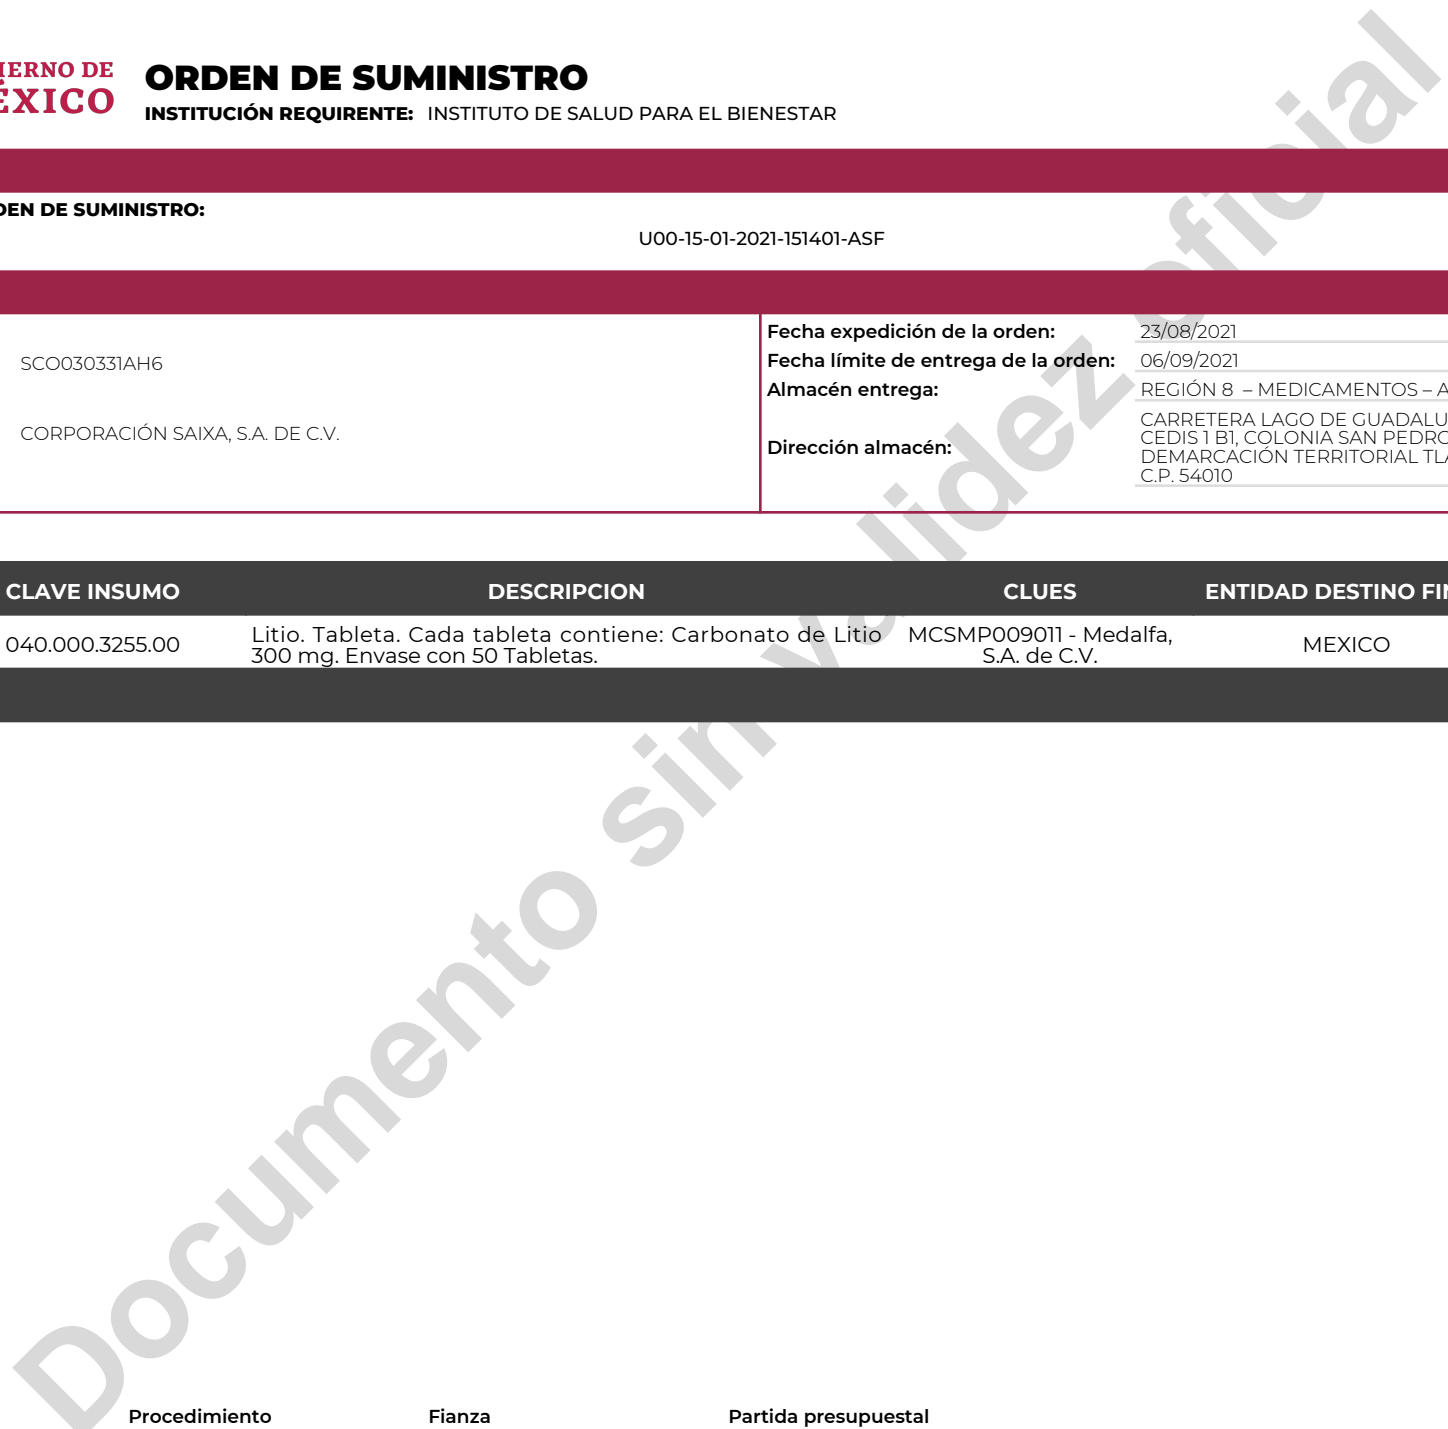 IERNO DE
ÉXICO
ORDEN DE SUMINISTRO
INSTITUCIÓN REQUIRENTE: INSTITUTO DE SALUD PARA EL BIENESTAR
DEN DE SUMINISTRO:
U00-15-01-2021-151401-ASF
SCO030331AH6
CORPORACIÓN SAIXA, S.A. DE C.V.
Fecha expedición de la orden: 23/08/2021
Fecha límite de entrega de la orden: 06/09/2021
Almacén entrega: REGIÓN 8 – MEDICAMENTOS – A
Dirección almacén:
CARRETERA LAGO DE GUADALU
CEDIS 1 B1, COLONIA SAN PEDRO
DEMARCACIÓN TERRITORIAL TLA
C.P. 54010
CLAVE INSUMO DESCRIPCION CLUES ENTIDAD DESTINO FIN
040.000.3255.00
Litio. Tableta. Cada tableta contiene: Carbonato de Litio
300 mg. Envase con 50 Tabletas.
MCSMP009011 - Medalfa,
S.A. de C.V.
MEXICO
Documento sin validez oficial
Procedimiento Fianza Partida presupuestal